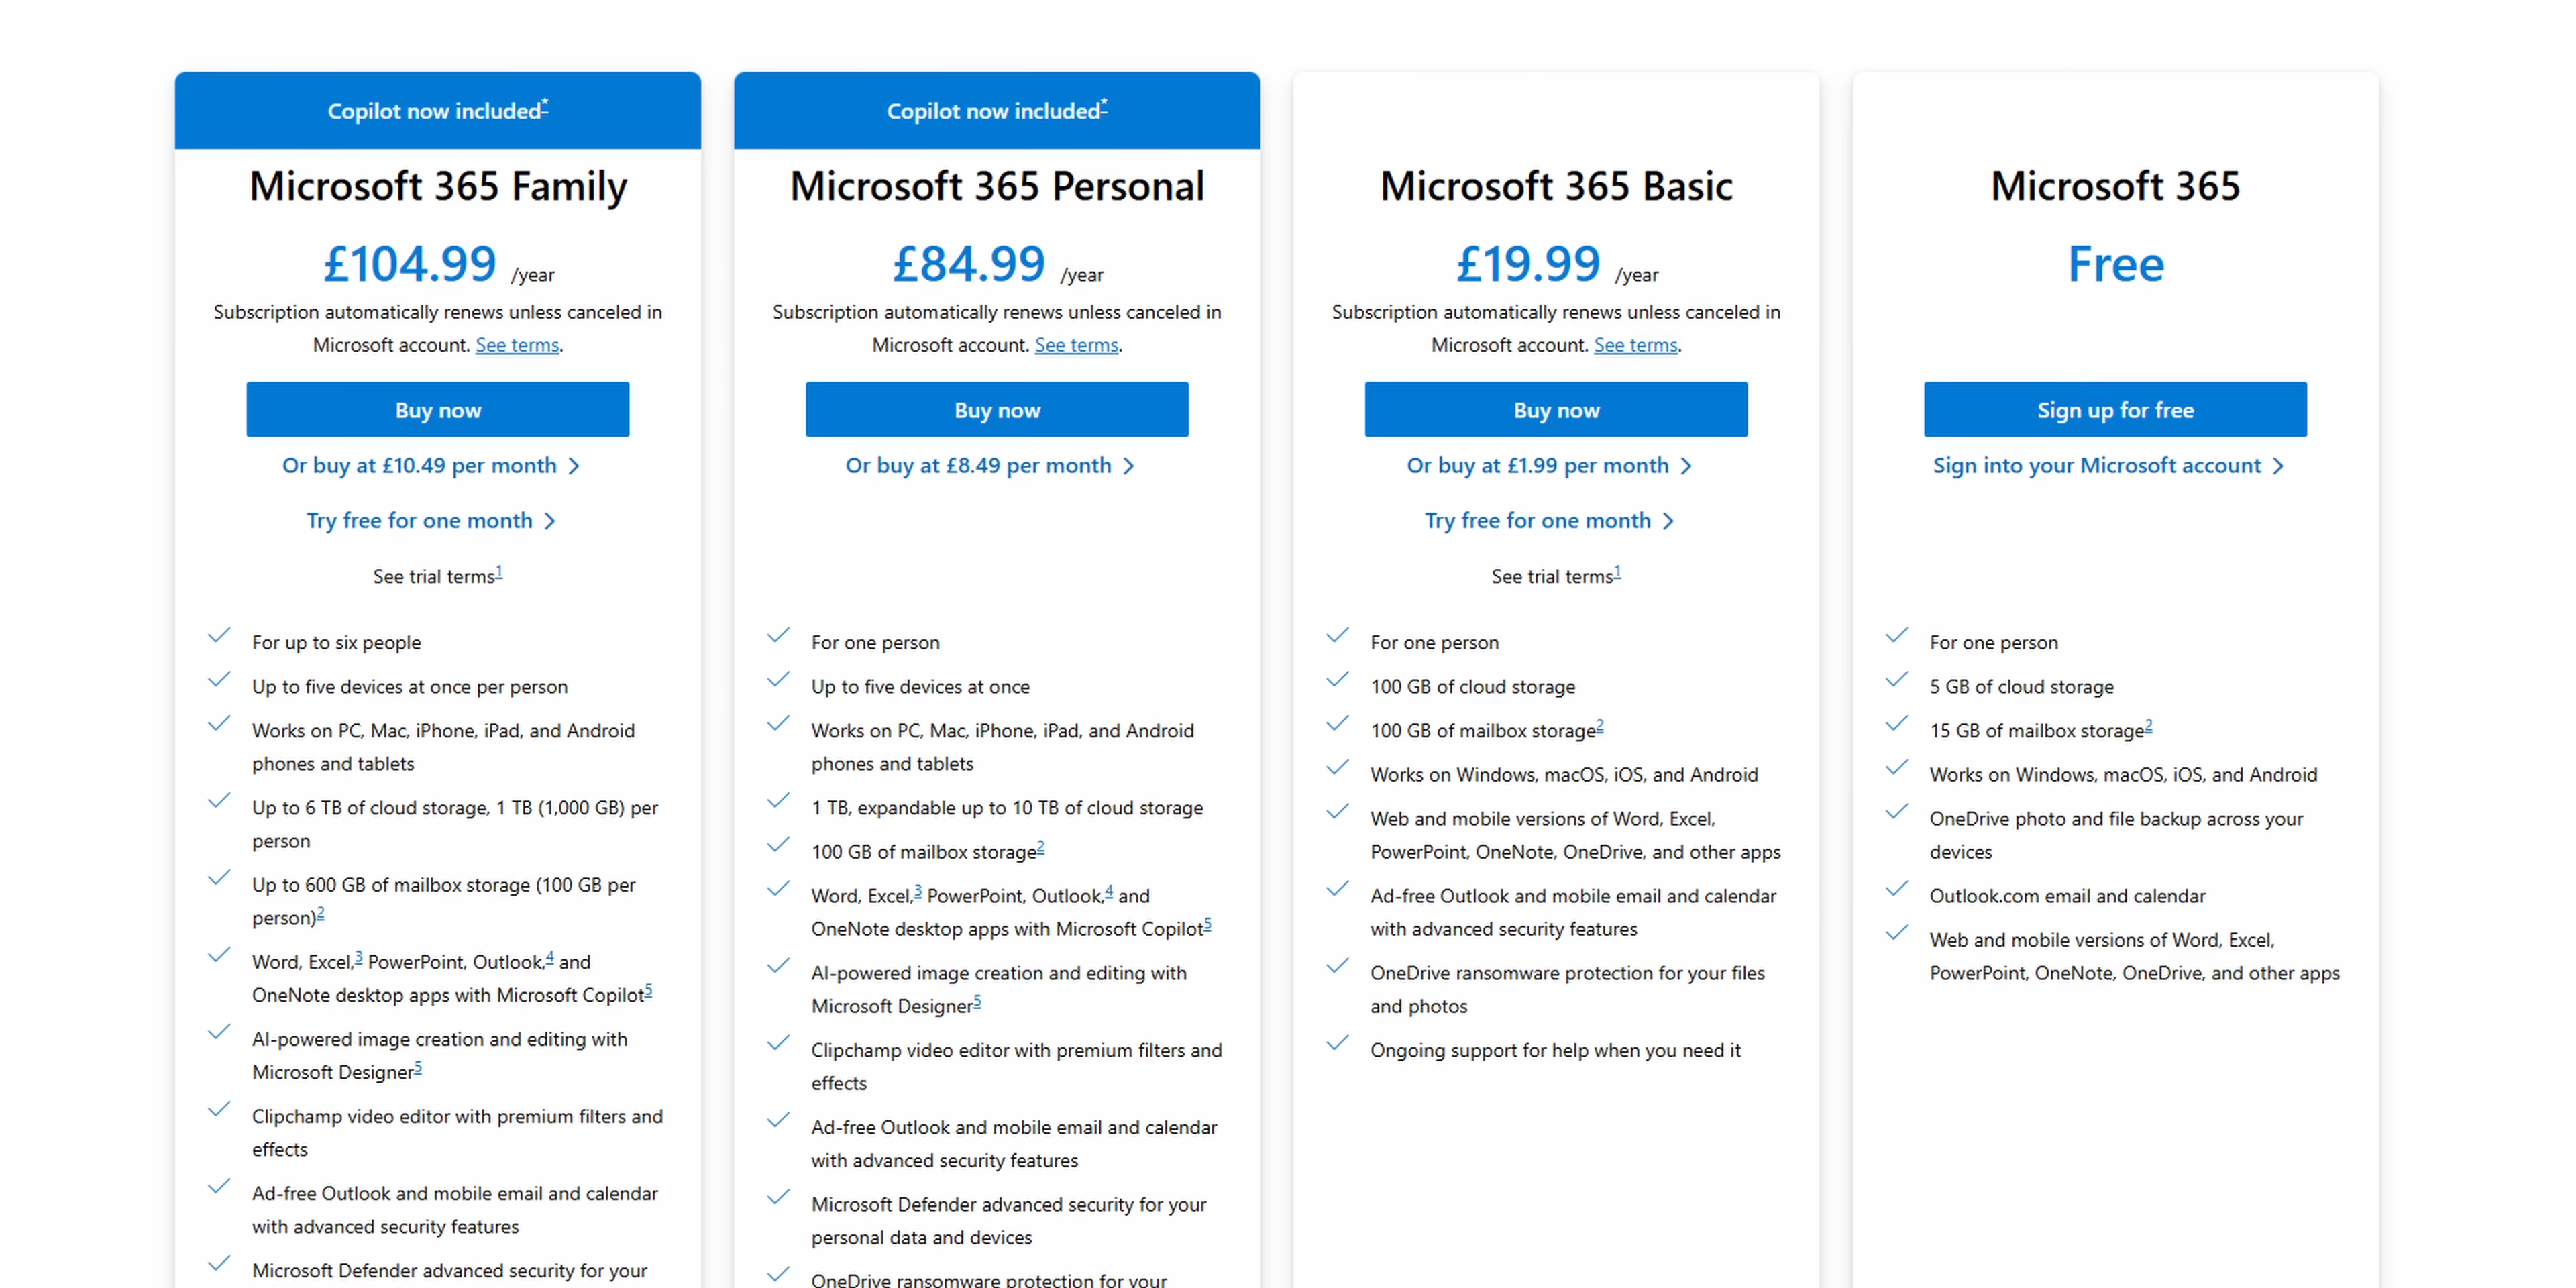 Copilot now included*
Microsoft 365 Family
£104.99 /year
Subscription automatically renews unless canceled in
Microsoft account. See terms.
Buy now
Or buy at £10.49 per month
Try free for one month
See trial terms1
For up to six people
Up to five devices at once per person
Works on PC, Mac, iPhone, iPad, and Android
phones and tablets
Up to 6 TB of cloud storage, 1 TB (1,000 GB) per
person
Up to 600 GB of mailbox storage (100 GB per
person)2
Word, Excel,3 PowerPoint, Outlook,4 and
OneNote desktop apps with Microsoft Copilot5
AI-powered image creation and editing with
Microsoft Designer5
Clipchamp video editor with premium filters and
effects
Ad-free Outlook and mobile email and calendar
with advanced security features
Microsoft Defender advanced security for your
Copilot now included*
Microsoft 365 Personal
£84.99 /year
Subscription automatically renews unless canceled in
Microsoft account. See terms.
Buy now
Or buy at £8.49 per month
For one person
Up to five devices at once
Works on PC, Mac, iPhone, iPad, and Android
phones and tablets
1 TB, expandable up to 10 TB of cloud storage
100 GB of mailbox storage2
Word, Excel,3 PowerPoint, Outlook,4 and
OneNote desktop apps with Microsoft Copilot5
AI-powered image creation and editing with
Microsoft Designer5
Clipchamp video editor with premium filters and
effects
Ad-free Outlook and mobile email and calendar
with advanced security features
Microsoft Defender advanced security for your
personal data and devices
OneDrive ransomware protection for your
Microsoft 365 Basic
£19.99 /year
Subscription automatically renews unless canceled in
Microsoft account. See terms.
Buy now
Or buy at £1.99 per month
Try free for one month
See trial terms1
For one person
100 GB of cloud storage
100 GB of mailbox storage2
Works on Windows, macOS, iOS, and Android
Web and mobile versions of Word, Excel,
PowerPoint, OneNote, OneDrive, and other apps
Ad-free Outlook and mobile email and calendar
with advanced security features
OneDrive ransomware protection for your files
and photos
Ongoing support for help when you need it
Microsoft 365
Free
Sign up for free
Sign into your Microsoft account
For one person
5 GB of cloud storage
15 GB of mailbox storage2
Works on Windows, macOS, iOS, and Android
OneDrive photo and file backup across your
devices
Outlook.com email and calendar
Web and mobile versions of Word, Excel,
PowerPoint, OneNote, OneDrive, and other apps